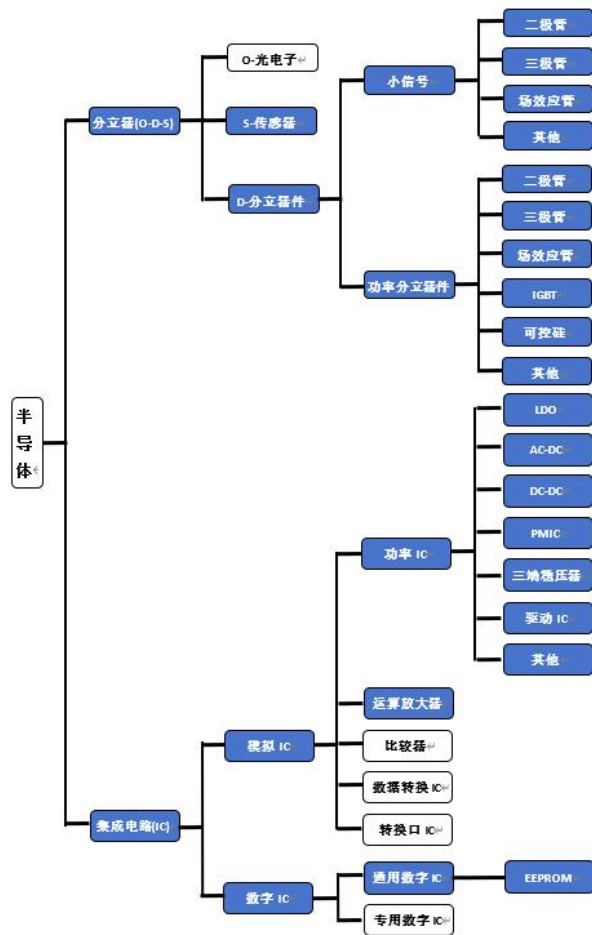 半
导
体
分立器(O-D-S)
O-光电子
S-传感器
D-分立器件
小信号
二极管
三极管
场效应管
其他
功率分立器件
二极管
三极管
场效应管
IGBT
可控硅
其他
集成电路(IC)
模拟 IC
功率 IC
LDO
AC-DC
DC-DC
PMIC
三端稳压器
驱动 IC
其他
运算放大器
比较器
数据转换 IC
转换口 IC
数字 IC
通用数字 IC
EEPROM
专用数字 IC